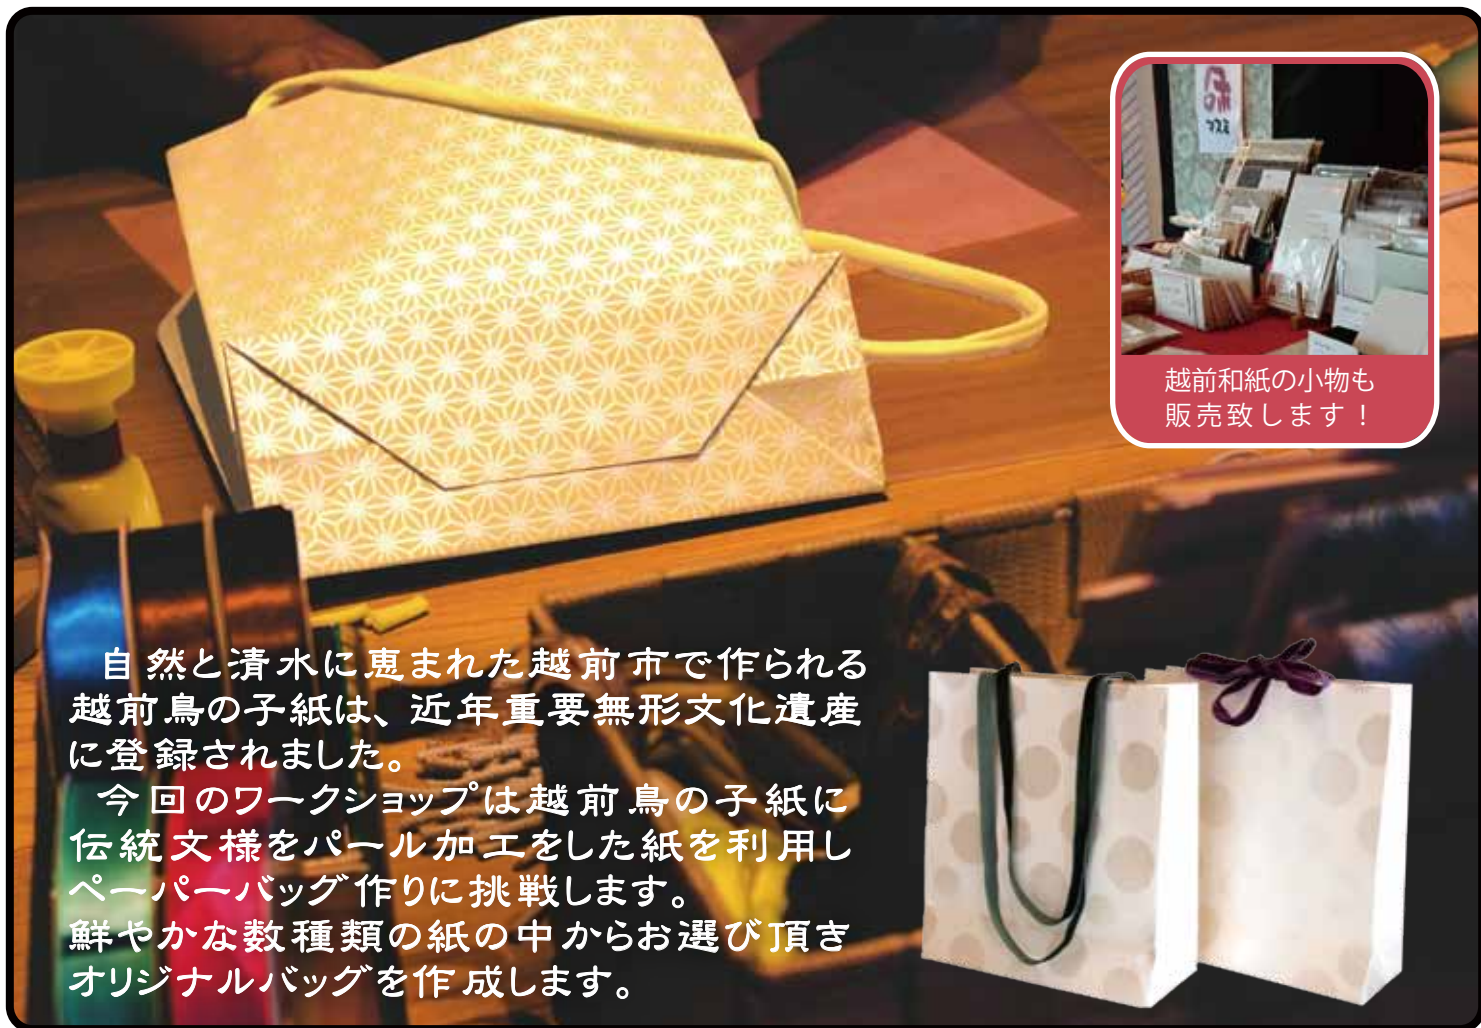 越前和紙の小物も
販売致します！
自然と清水に恵まれた越前市で作られる
越前鳥の子紙は、近年重要無形文化遺産
に登録されました。
今回のワークショップは越前鳥の子紙に
伝統文様をパール加工をした紙を利用し
ペーパーバッグ作りに挑戦します。
鮮やかな数種類の紙の中からお選び頂き
オリジナルバッグを作成します。